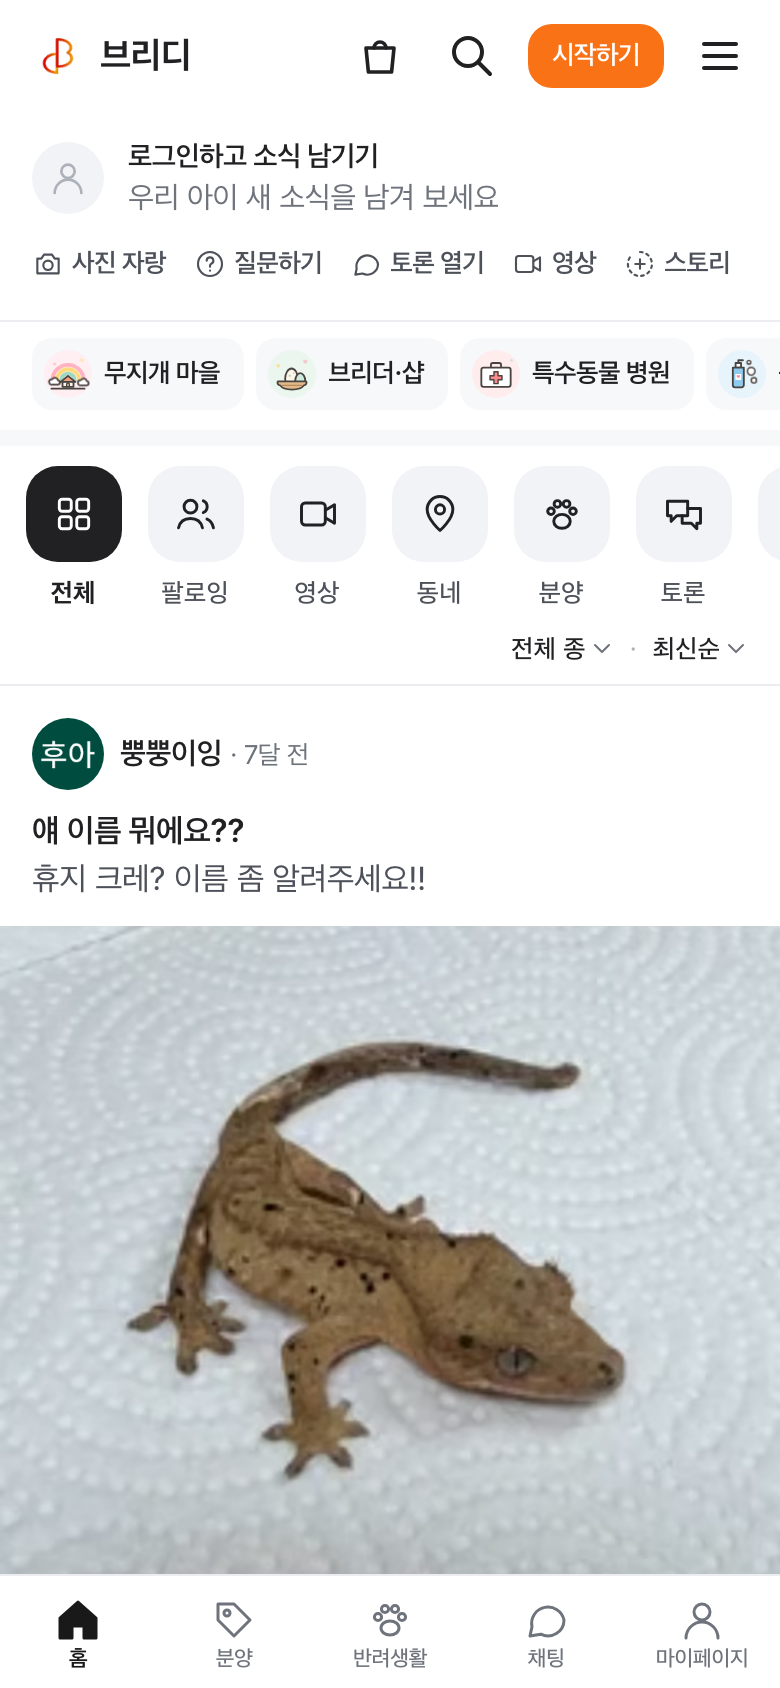 브리디
시작하기
로그인하고 소식 남기기
우리 아이 새 소식을 남겨 보세요
사진 자랑 질문하기 토론 열기 영상 스토리
무지개 마을 브리더·샵 특수동물 병원
전체 팔로잉 영상 동네 분양 토론
전체 종 · 최신순
후아 뿡뿡이잉 · 7달 전
얘 이름 뭐에요??
휴지 크레? 이름 좀 알려주세요!!
홈 분양 반려생활 채팅 마이페이지